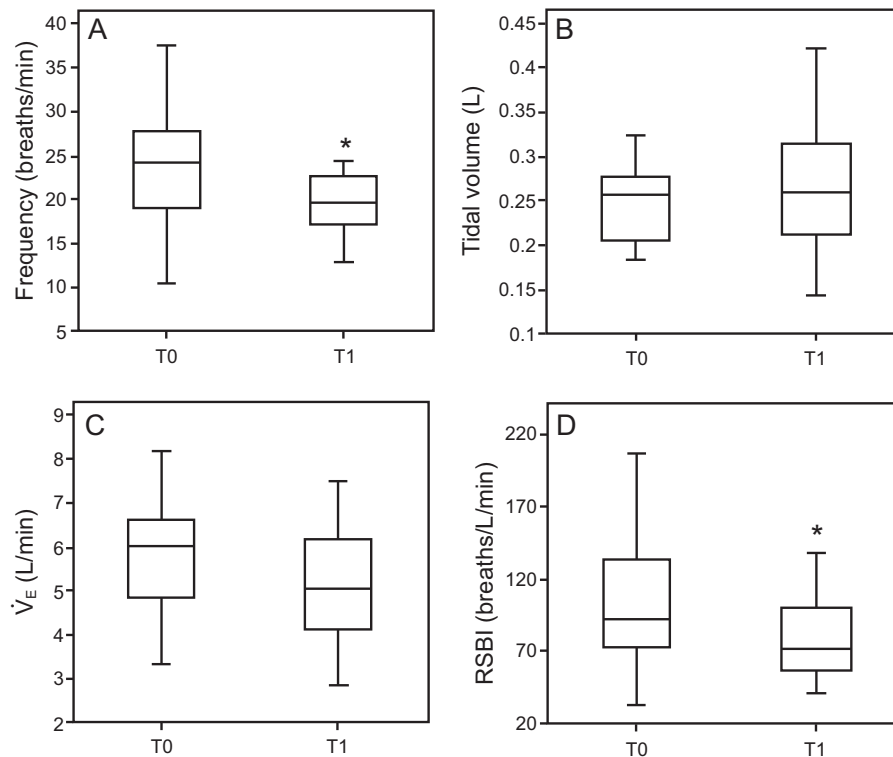 A
Frequency (breaths/min)
40
35
30
25
20
15
10
5
*
T0
T1
B
Tidal volume (L)
0.45
0.4
0.35
0.3
0.25
0.2
0.15
0.1
T0
T1
C
V̇E (L/min)
9
8
7
6
5
4
3
2
T0
T1
D
RSBI (breaths/L/min)
220
170
120
70
20
*
T0
T1